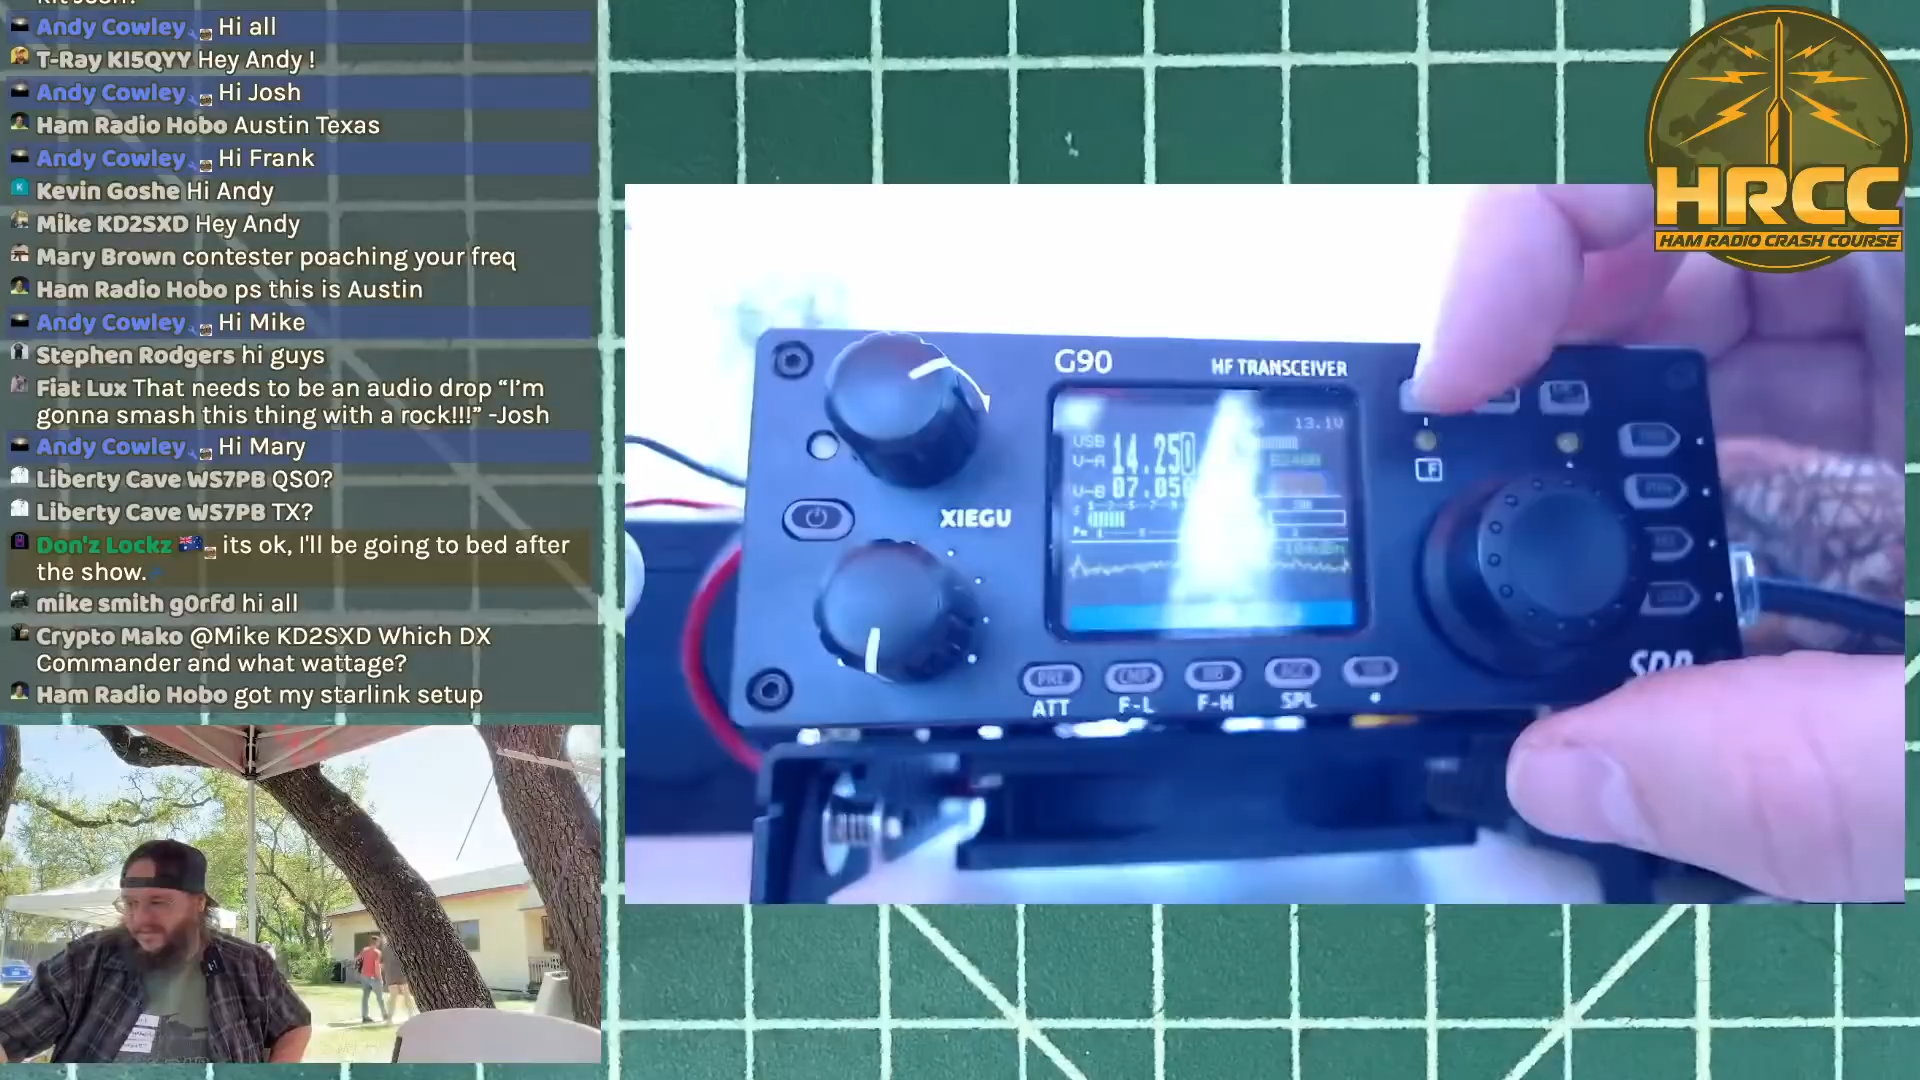 Andy Cowley Hi all
T-Ray KI5QYY Hey Andy !
Andy Cowley Hi Josh
Ham Radio Hobo Austin Texas
Andy Cowley Hi Frank
Kevin Goshe Hi Andy
Mike KD2SXD Hey Andy
Mary Brown contester poaching your freq
Ham Radio Hobo ps this is Austin
Andy Cowley Hi Mike
Stephen Rodgers hi guys
Fiat Lux That needs to be an audio drop “I’m
gonna smash this thing with a rock!!!” -Josh
Andy Cowley Hi Mary
Liberty Cave WS7PB QSO?
Liberty Cave WS7PB TX?
Don'z Lockz its ok, I'll be going to bed after
the show.
mike smith g0rfd hi all
Crypto Mako @Mike KD2SXD Which DX
Commander and what wattage?
Ham Radio Hobo got my starlink setup
HRCC
HAM RADIO CRASH COURSE
G90
HF TRANSCEIVER
13.1V
USB
V-A 14.250
V-B 07.050
XIEGU
F
PRE
CMP
NB
AGC
ATT
F-L
F-H
SPL
SDR